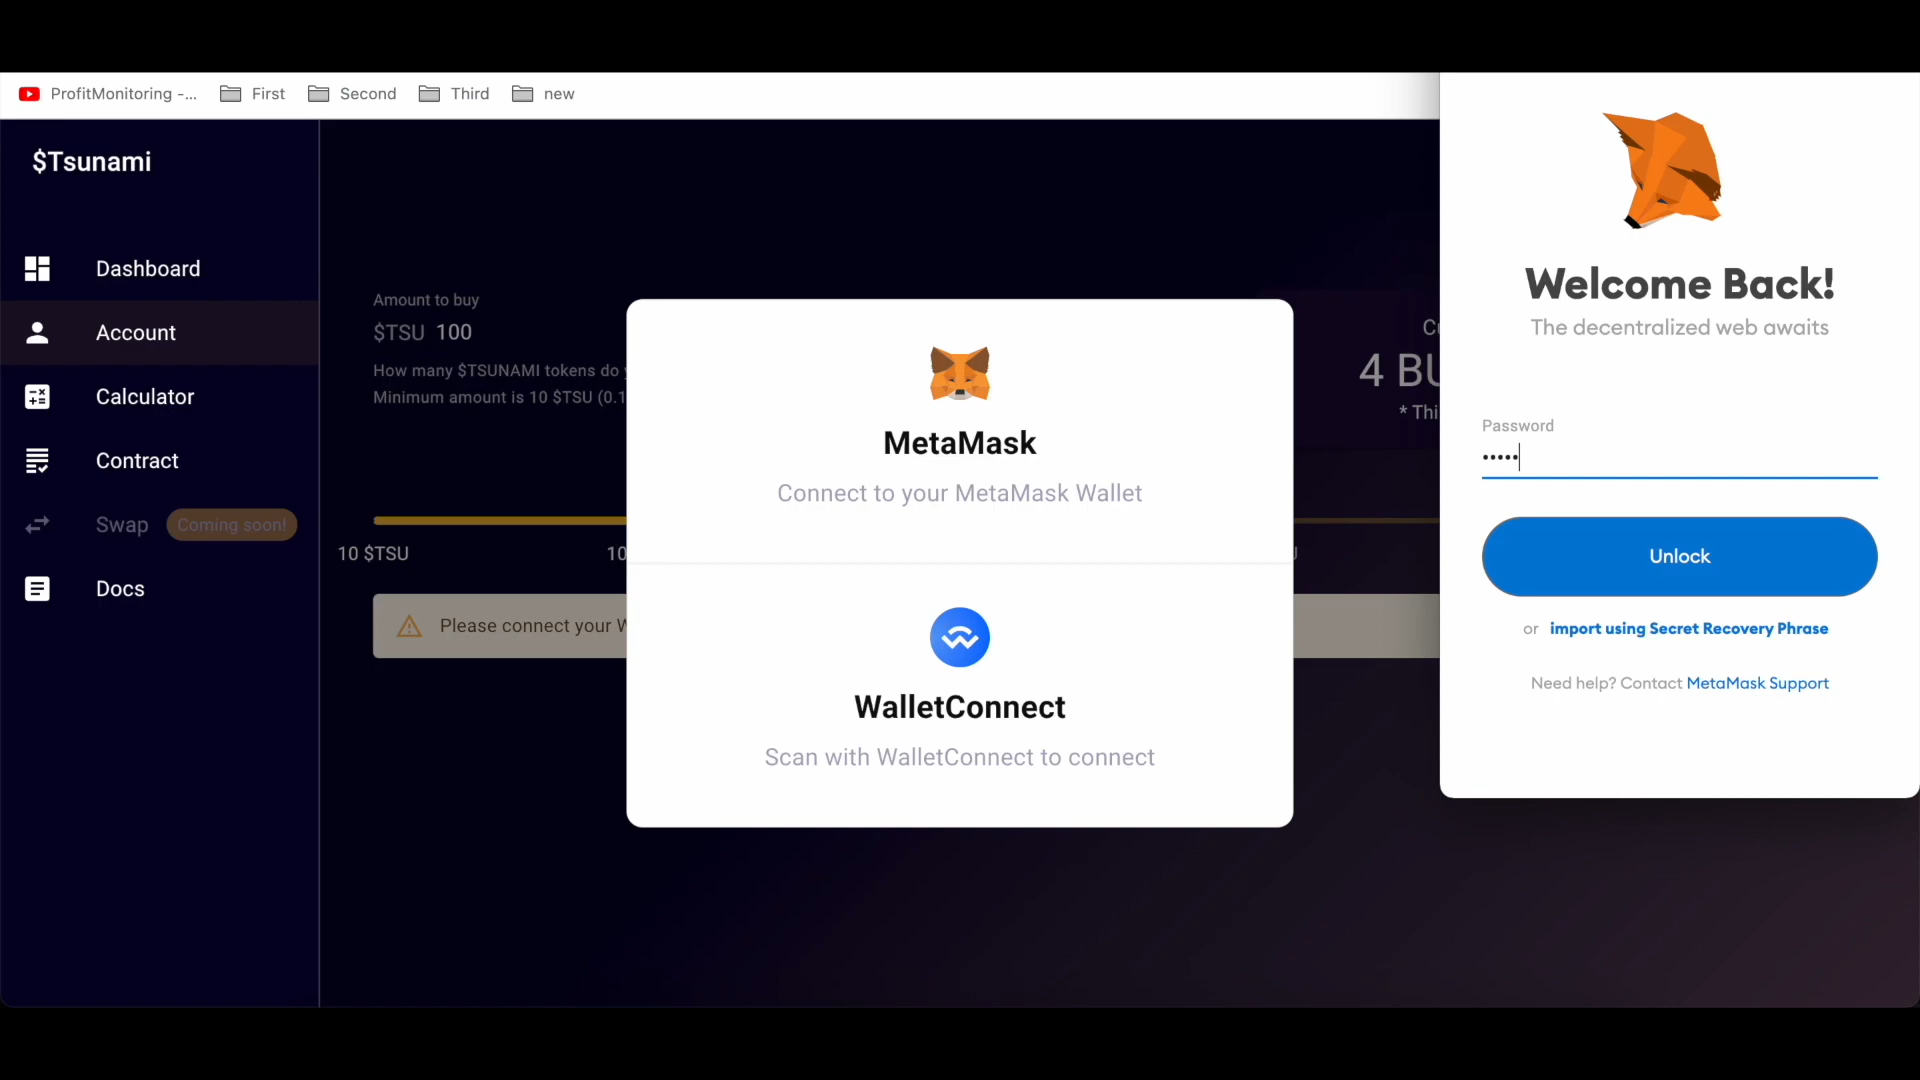 ProfitMonitoring -...
First
Second
Third
new
$Tsunami
Dashboard
Account
Calculator
Contract
Swap
Coming soon!
Docs
Amount to buy
$TSU 100
How many $TSUNAMI tokens do
Minimum amount is 10 $TSU (0.1
10 $TSU
10
Please connect your
MetaMask
Connect to your MetaMask Wallet
WalletConnect
Scan with WalletConnect to connect
4 BU
* Thi
Welcome Back!
The decentralized web awaits
Password
•••••
Unlock
or import using Secret Recovery Phrase
Need help? Contact MetaMask Support